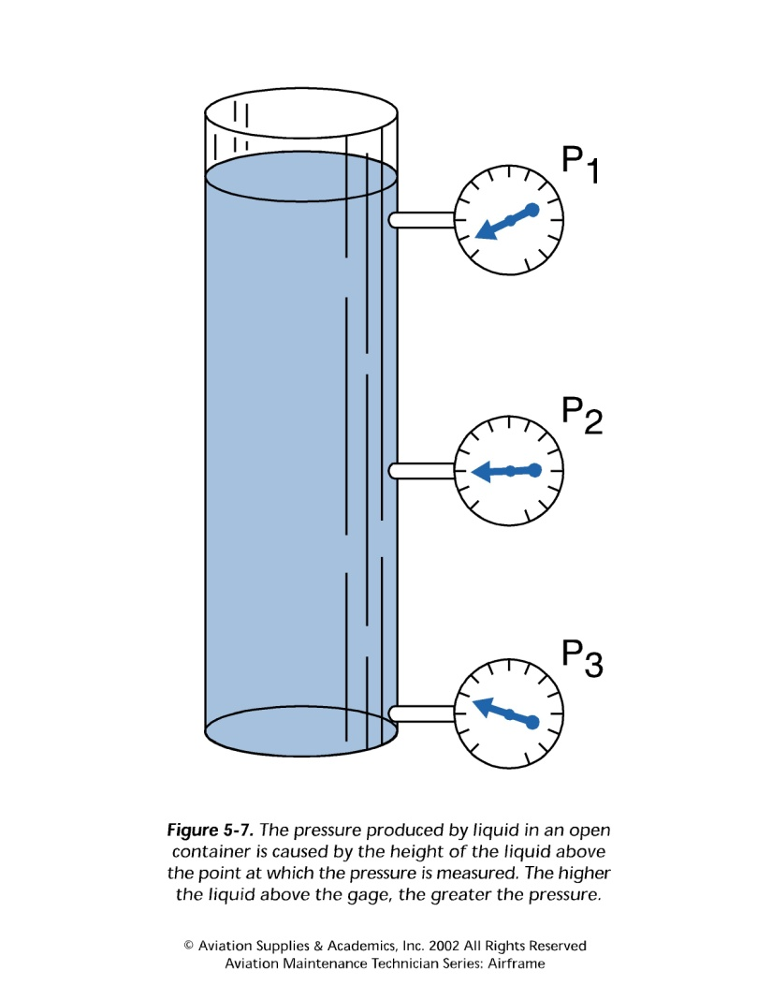 P1
P2
P3
Figure 5-7. The pressure produced by liquid in an open
container is caused by the height of the liquid above
the point at which the pressure is measured. The higher
the liquid above the gage, the greater the pressure.
© Aviation Supplies & Academics, Inc. 2002 All Rights Reserved
Aviation Maintenance Technician Series: Airframe